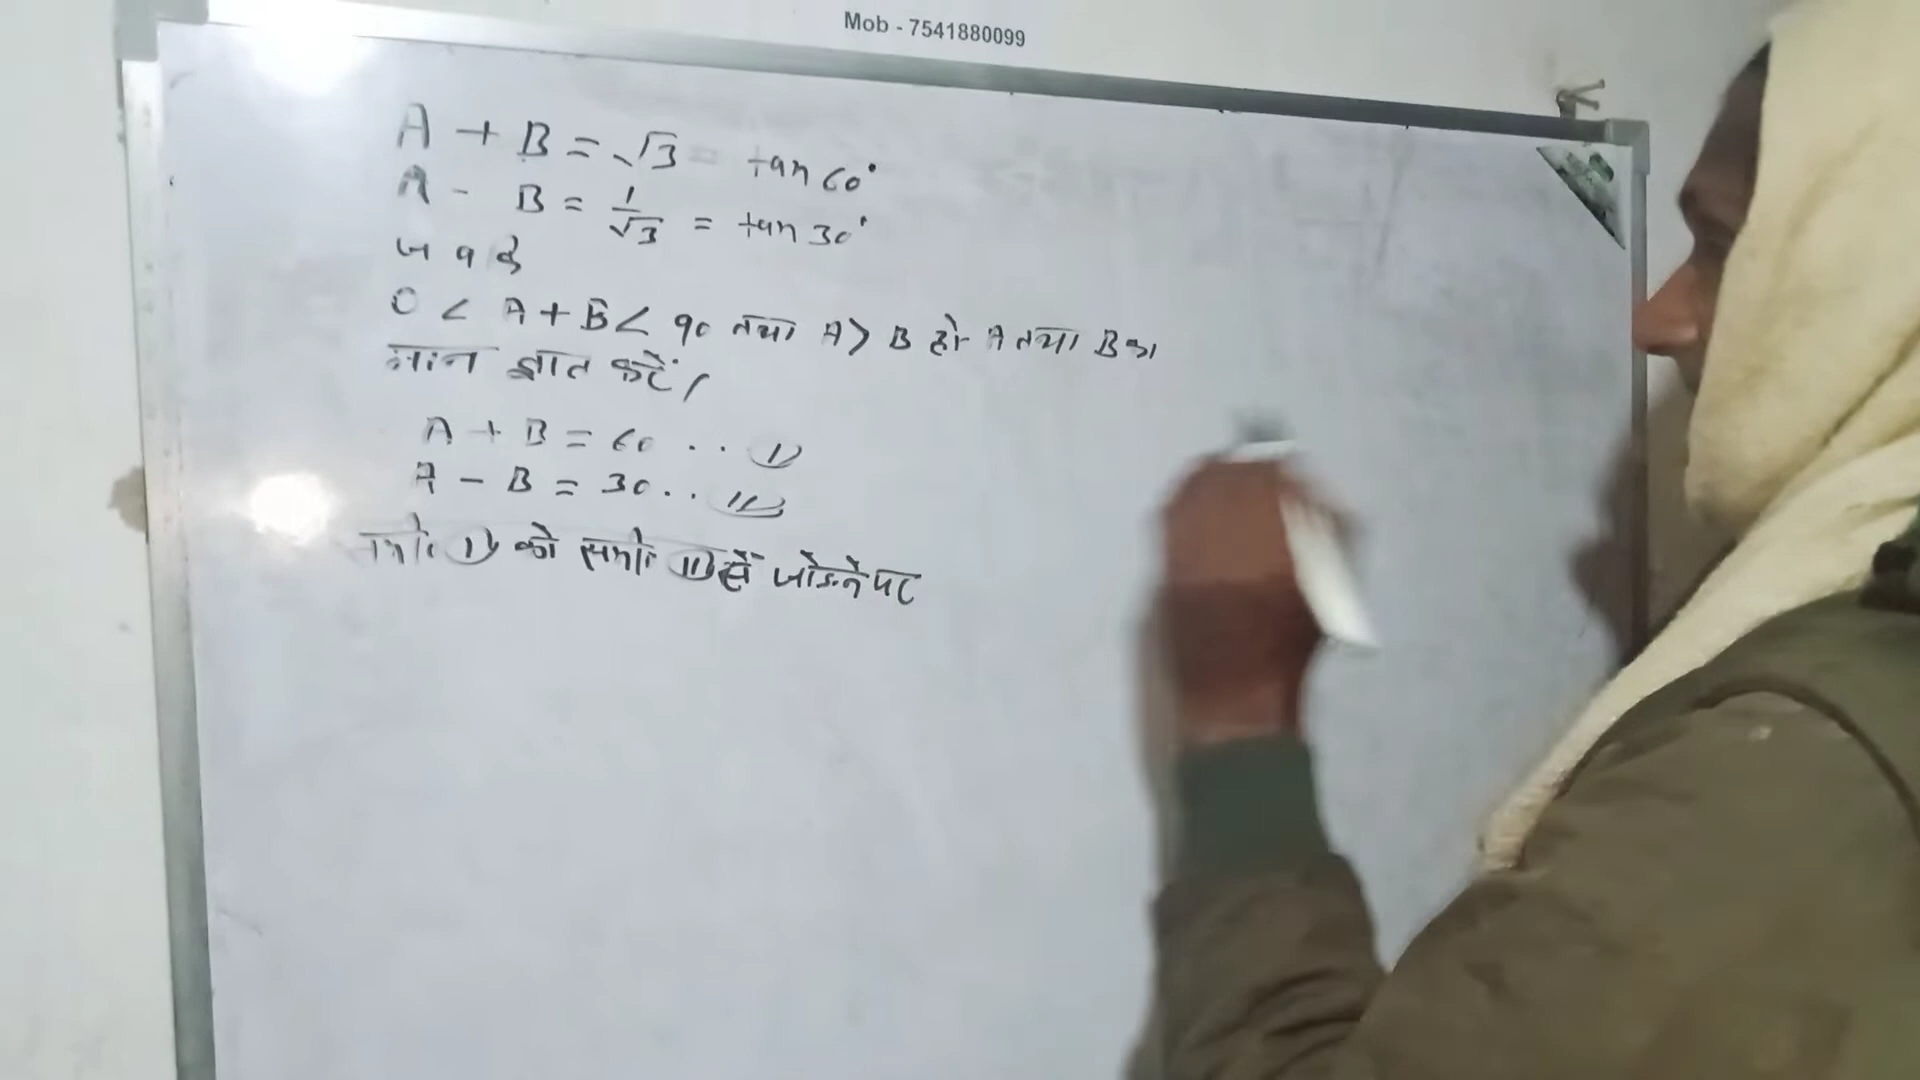 Mob - 7541880099
A + B = √3 = tan 60°
A - B = 1/√3 = tan 30°
जबकि
0 < A + B < 90 तथा A > B हो A तथा B का
मान ज्ञात करें।
A + B = 60 .. (I)
A - B = 30 .. (II)
समी० (I) को समी० (II) में जोड़ने पर